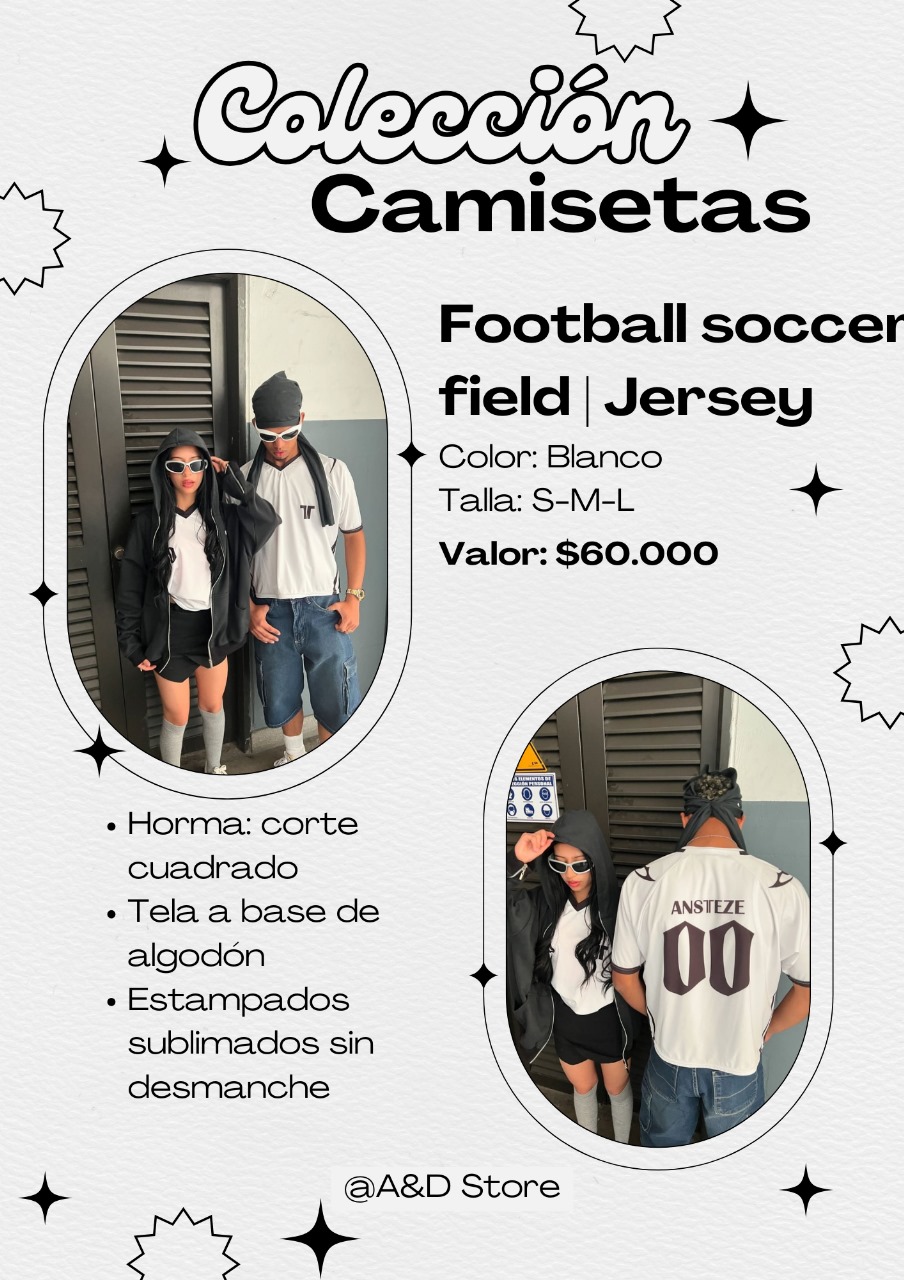 Colección
Camisetas
Football soccer
field | Jersey
Color: Blanco
Talla: S-M-L
Valor: $60.000
• Horma: corte
cuadrado
• Tela a base de
algodón
• Estampados
sublimados sin
desmanche
ANSTEZE
00
@A&D Store